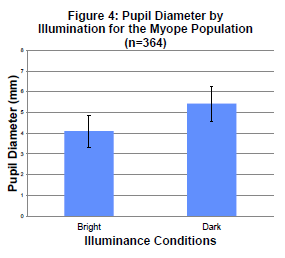 Figure 4: Pupil Diameter by
Illumination for the Myope Population
(n=364)
Pupil Diameter (mm)
8
7
6
5
4
3
2
1
0
Bright Dark
Illuminance Conditions